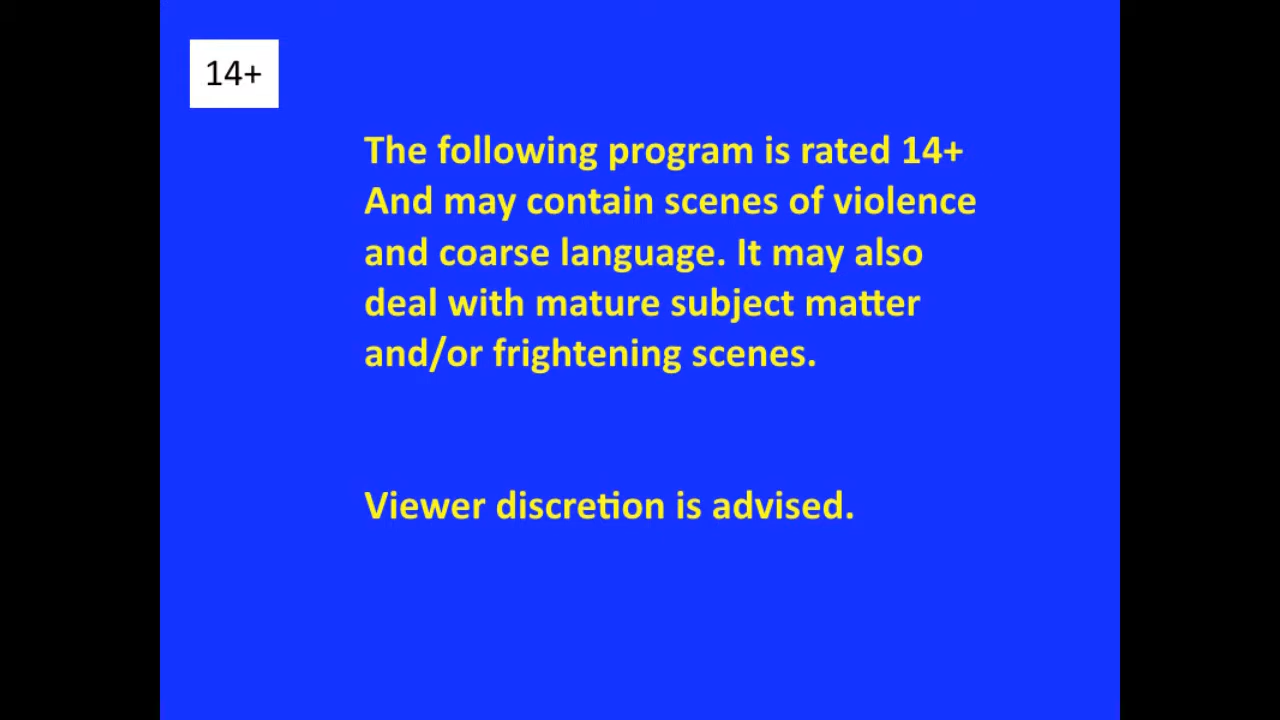 14+
The following program is rated 14+
And may contain scenes of violence
and coarse language. It may also
deal with mature subject matter
and/or frightening scenes.
Viewer discretion is advised.